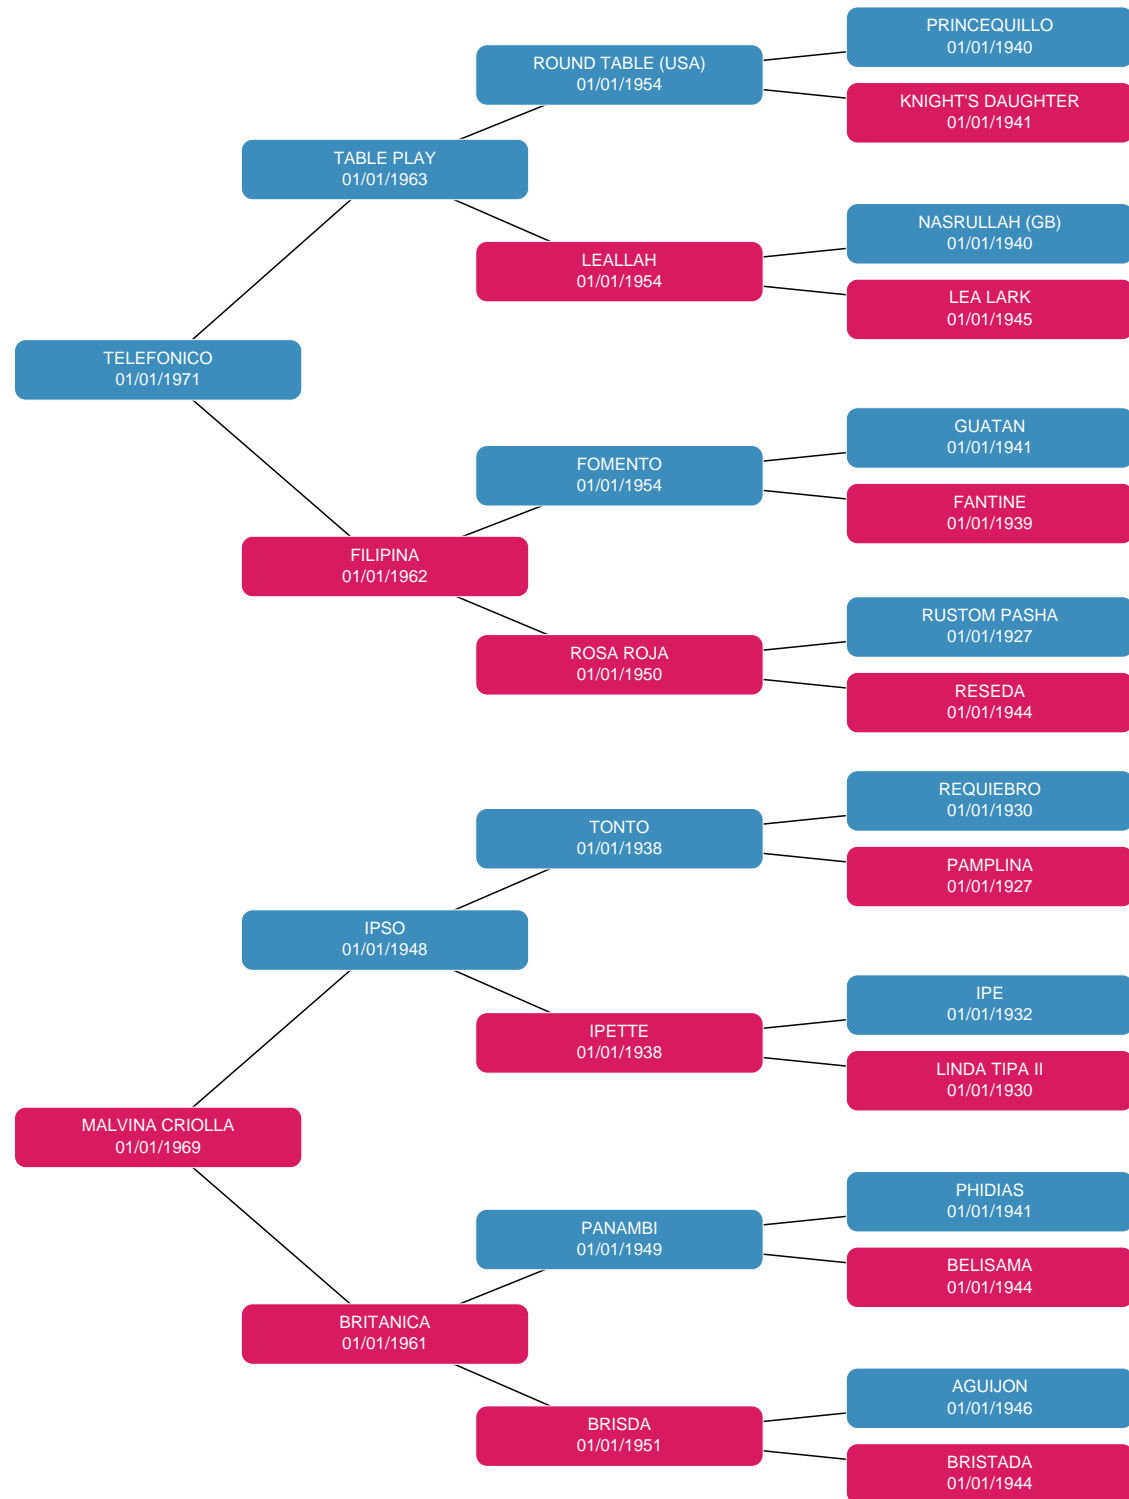 PRINCEQUILLO
01/01/1940
ROUND TABLE (USA)
01/01/1954
KNIGHT'S DAUGHTER
01/01/1941
TABLE PLAY
01/01/1963
NASRULLAH (GB)
01/01/1940
LEALLAH
01/01/1954
LEA LARK
01/01/1945
TELEFONICO
01/01/1971
GUATAN
01/01/1941
FOMENTO
01/01/1954
FANTINE
01/01/1939
FILIPINA
01/01/1962
RUSTOM PASHA
01/01/1927
ROSA ROJA
01/01/1950
RESEDA
01/01/1944
REQUIEBRO
01/01/1930
TONTO
01/01/1938
PAMPLINA
01/01/1927
IPSO
01/01/1948
IPE
01/01/1932
IPETTE
01/01/1938
LINDA TIPA II
01/01/1930
MALVINA CRIOLLA
01/01/1969
PHIDIAS
01/01/1941
PANAMBI
01/01/1949
BELISAMA
01/01/1944
BRITANICA
01/01/1961
AGUIJON
01/01/1946
BRISDA
01/01/1951
BRISTADA
01/01/1944